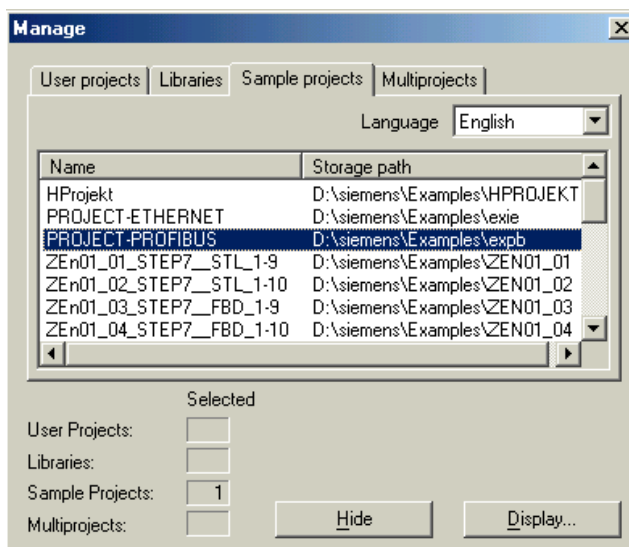 Manage
User projects Libraries Sample projects Multiprojects
Language English
Name Storage path
HProjekt D:\siemens\Examples\HPROJEKT
PROJECT-ETHERNET D:\siemens\Examples\exie
PROJECT-PROFIBUS D:\siemens\Examples\expb
ZEn01_01_STEP7__STL_1-9 D:\siemens\Examples\ZEN01_01
ZEn01_02_STEP7__STL_1-10 D:\siemens\Examples\ZEN01_02
ZEn01_03_STEP7__FBD_1-9 D:\siemens\Examples\ZEN01_03
ZEn01_04_STEP7__FBD_1-10 D:\siemens\Examples\ZEN01_04
Selected
User Projects:
Libraries:
Sample Projects: 1
Multiprojects:
Hide Display...